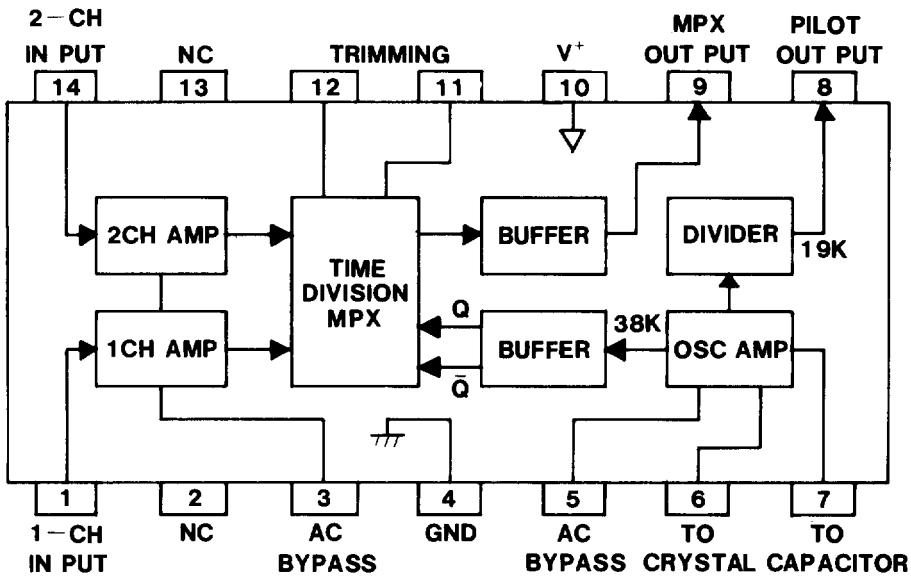 2-CH
IN PUT
NC
TRIMMING
V+
MPX
OUT PUT
PILOT
OUT PUT
14
13
12
11
10
9
8
2CH AMP
TIME
DIVISION
MPX
BUFFER
DIVIDER
19K
1CH AMP
Q
Q̄
BUFFER
38K
OSC AMP
1
2
3
4
5
6
7
1-CH
IN PUT
NC
AC
BYPASS
GND
AC
BYPASS
TO
CRYSTAL
TO
CAPACITOR